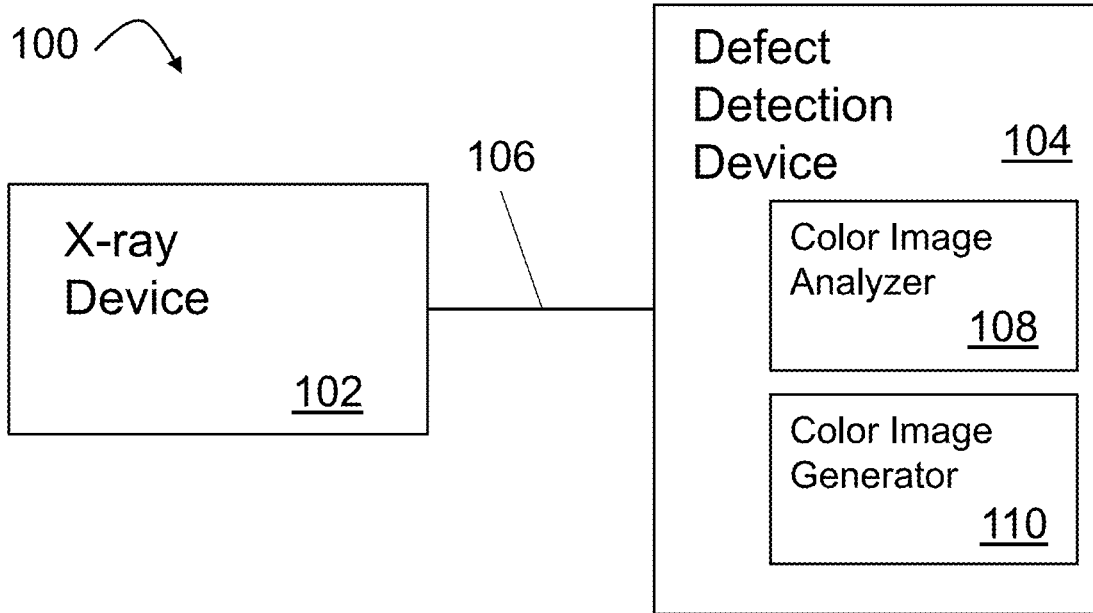 100
106
X-ray
Device
102
Defect
Detection
Device
104
Color Image
Analyzer
108
Color Image
Generator
110